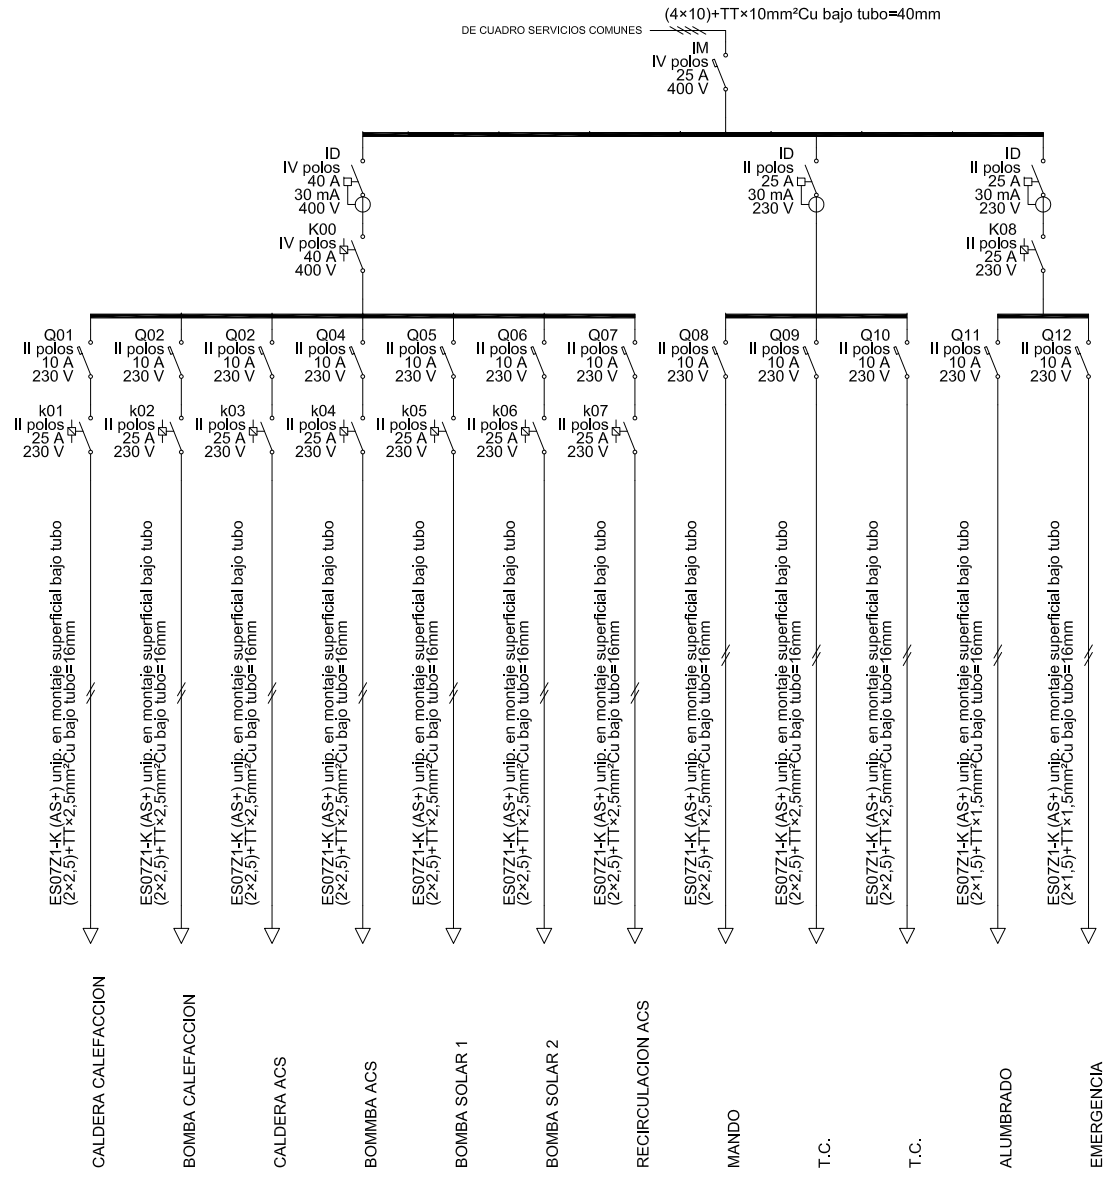 (4×10)+TT×10mm²Cu bajo tubo=40mm
DE CUADRO SERVICIOS COMUNES
IM
IV polos
25 A
400 V
ID
IV polos
40 A
30 mA
400 V
ID
II polos
25 A
30 mA
230 V
ID
II polos
25 A
30 mA
230 V
K00
IV polos
40 A
400 V
K08
II polos
25 A
230 V
Q01
II polos
10 A
230 V
Q02
II polos
10 A
230 V
Q02
II polos
10 A
230 V
Q04
II polos
10 A
230 V
Q05
II polos
10 A
230 V
Q06
II polos
10 A
230 V
Q07
II polos
10 A
230 V
Q08
II polos
10 A
230 V
Q09
II polos
10 A
230 V
Q10
II polos
10 A
230 V
Q11
II polos
10 A
230 V
Q12
II polos
10 A
230 V
k01
II polos
25 A
230 V
k02
II polos
25 A
230 V
k03
II polos
25 A
230 V
k04
II polos
25 A
230 V
k05
II polos
25 A
230 V
k06
II polos
25 A
230 V
k07
II polos
25 A
230 V
ES07Z1-K (AS+) unip. en montaje superficial bajo tubo
(2×2,5)+TT×2,5mm²Cu bajo tubo=16mm
ES07Z1-K (AS+) unip. en montaje superficial bajo tubo
(2×2,5)+TT×2,5mm²Cu bajo tubo=16mm
ES07Z1-K (AS+) unip. en montaje superficial bajo tubo
(2×2,5)+TT×2,5mm²Cu bajo tubo=16mm
ES07Z1-K (AS+) unip. en montaje superficial bajo tubo
(2×2,5)+TT×2,5mm²Cu bajo tubo=16mm
ES07Z1-K (AS+) unip. en montaje superficial bajo tubo
(2×2,5)+TT×2,5mm²Cu bajo tubo=16mm
ES07Z1-K (AS+) unip. en montaje superficial bajo tubo
(2×2,5)+TT×2,5mm²Cu bajo tubo=16mm
ES07Z1-K (AS+) unip. en montaje superficial bajo tubo
(2×2,5)+TT×2,5mm²Cu bajo tubo=16mm
ES07Z1-K (AS+) unip. en montaje superficial bajo tubo
(2×2,5)+TT×2,5mm²Cu bajo tubo=16mm
ES07Z1-K (AS+) unip. en montaje superficial bajo tubo
(2×2,5)+TT×2,5mm²Cu bajo tubo=16mm
ES07Z1-K (AS+) unip. en montaje superficial bajo tubo
(2×2,5)+TT×2,5mm²Cu bajo tubo=16mm
ES07Z1-K (AS+) unip. en montaje superficial bajo tubo
(2×1,5)+TT×1,5mm²Cu bajo tubo=16mm
ES07Z1-K (AS+) unip. en montaje superficial bajo tubo
(2×1,5)+TT×1,5mm²Cu bajo tubo=16mm
CALDERA CALEFACCION
BOMBA CALEFACCION
CALDERA ACS
BOMMBA ACS
BOMBA SOLAR 1
BOMBA SOLAR 2
RECIRCULACION ACS
MANDO
T.C.
T.C.
ALUMBRADO
EMERGENCIA